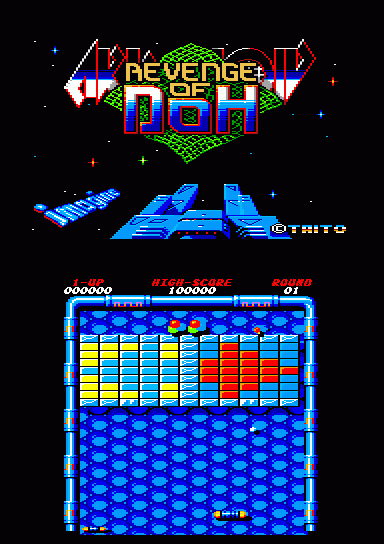 REVENGE
OF
DOH
imagine
©TAITO
1-UP HIGH-SCORE ROUND
000000 100000 01